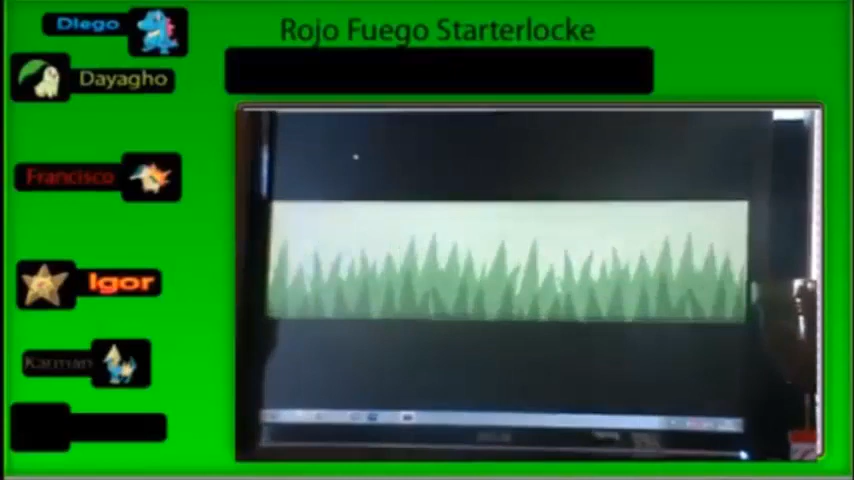 Diego
Rojo Fuego Starterlocke
Dayagho
Francisco
Igor
Karman